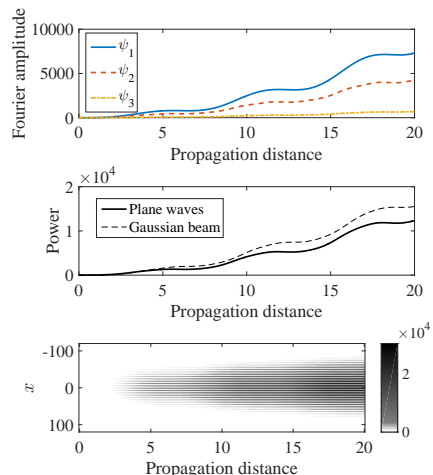 10000
5000
0
Fourier amplitude
ψ1
ψ2
ψ3
0 5 10 15 20
Propagation distance
×10^4
2
1
0
Power
Plane waves
Gaussian beam
0 5 10 15 20
Propagation distance
-100
0
100
x
0 5 10 15 20
Propagation distance
×10^4
2
0